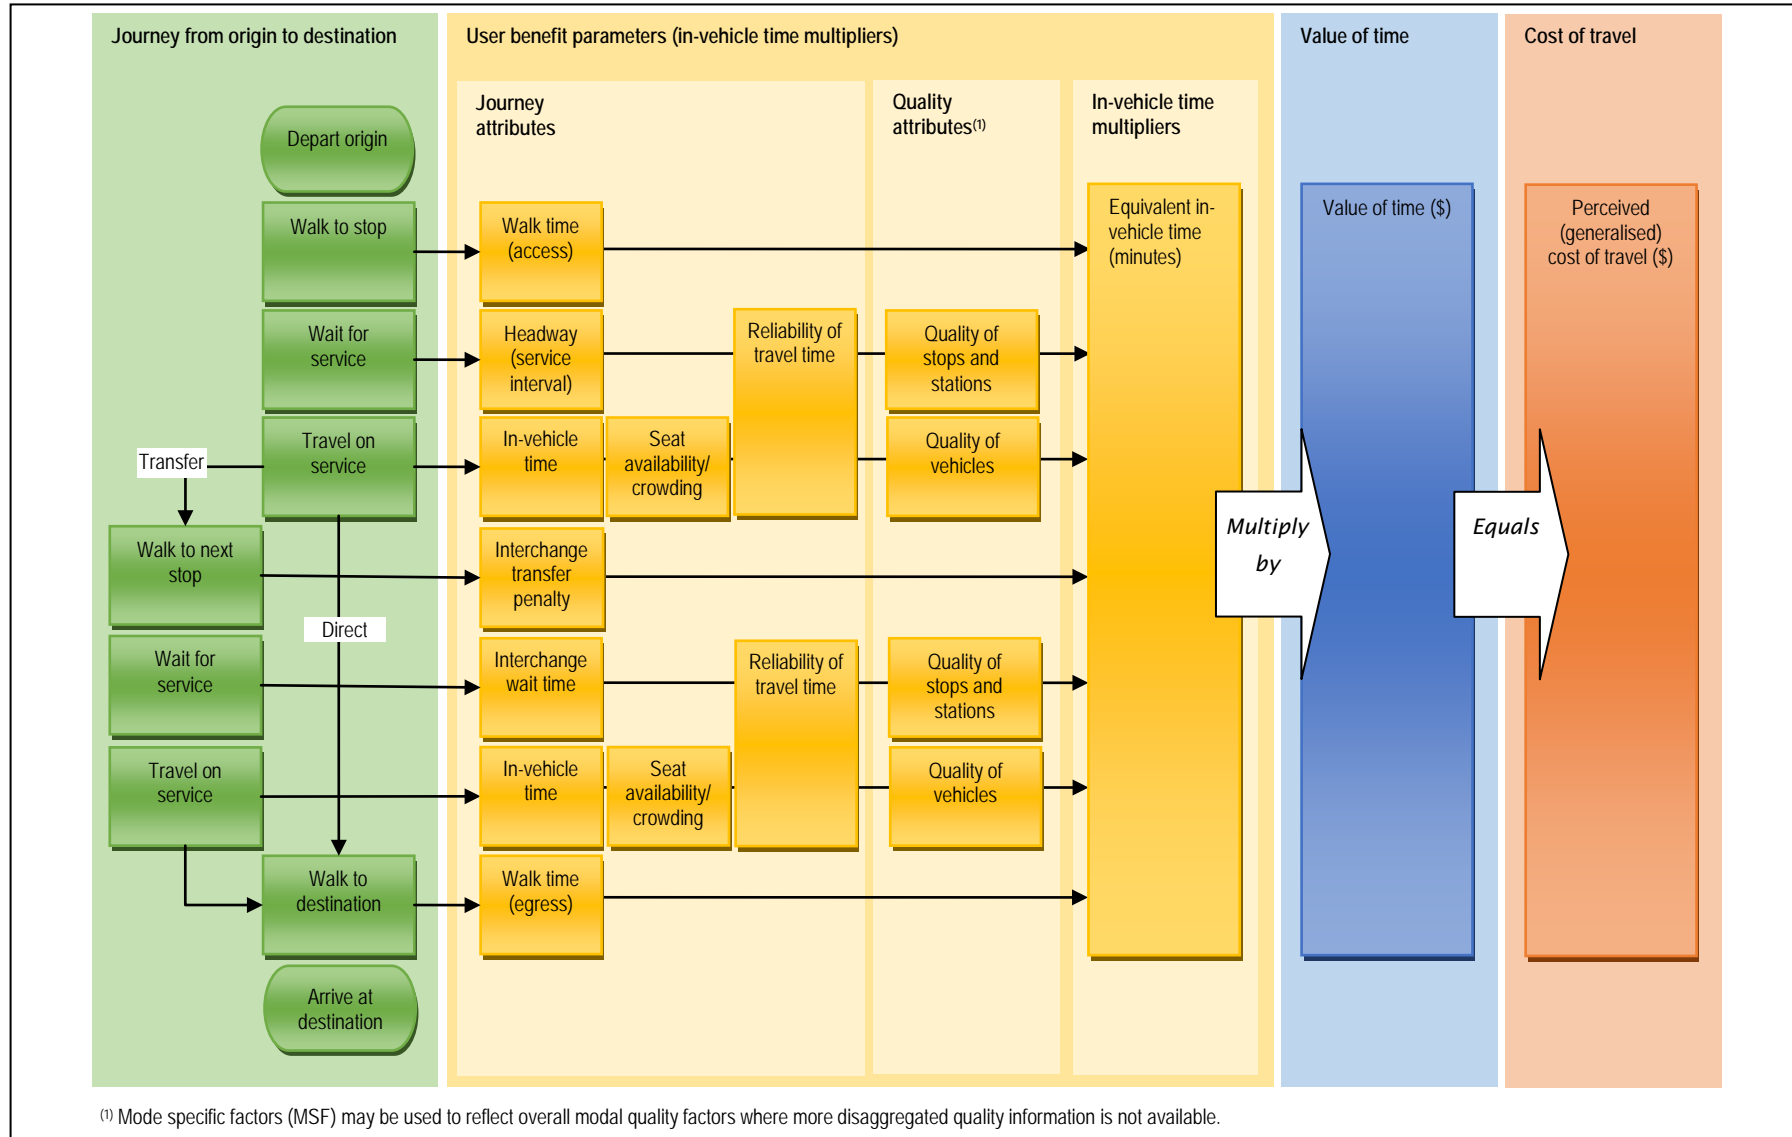 Journey from origin to destination
User benefit parameters (in-vehicle time multipliers)
Value of time
Cost of travel
Journey
attributes
Quality
attributes(1)
In-vehicle time
multipliers
Depart origin
Walk to stop
Walk time
(access)
Equivalent in-
vehicle time
(minutes)
Value of time ($)
Perceived
(generalised)
cost of travel ($)
Wait for
service
Headway
(service
interval)
Reliability of
travel time
Quality of
stops and
stations
Transfer
Travel on
service
In-vehicle
time
Seat
availability/
crowding
Quality of
vehicles
Multiply
by
Equals
Walk to next
stop
Interchange
transfer
penalty
Direct
Wait for
service
Interchange
wait time
Reliability of
travel time
Quality of
stops and
stations
Travel on
service
In-vehicle
time
Seat
availability/
crowding
Quality of
vehicles
Walk to
destination
Walk time
(egress)
Arrive at
destination
(1) Mode specific factors (MSF) may be used to reflect overall modal quality factors where more disaggregated quality information is not available.